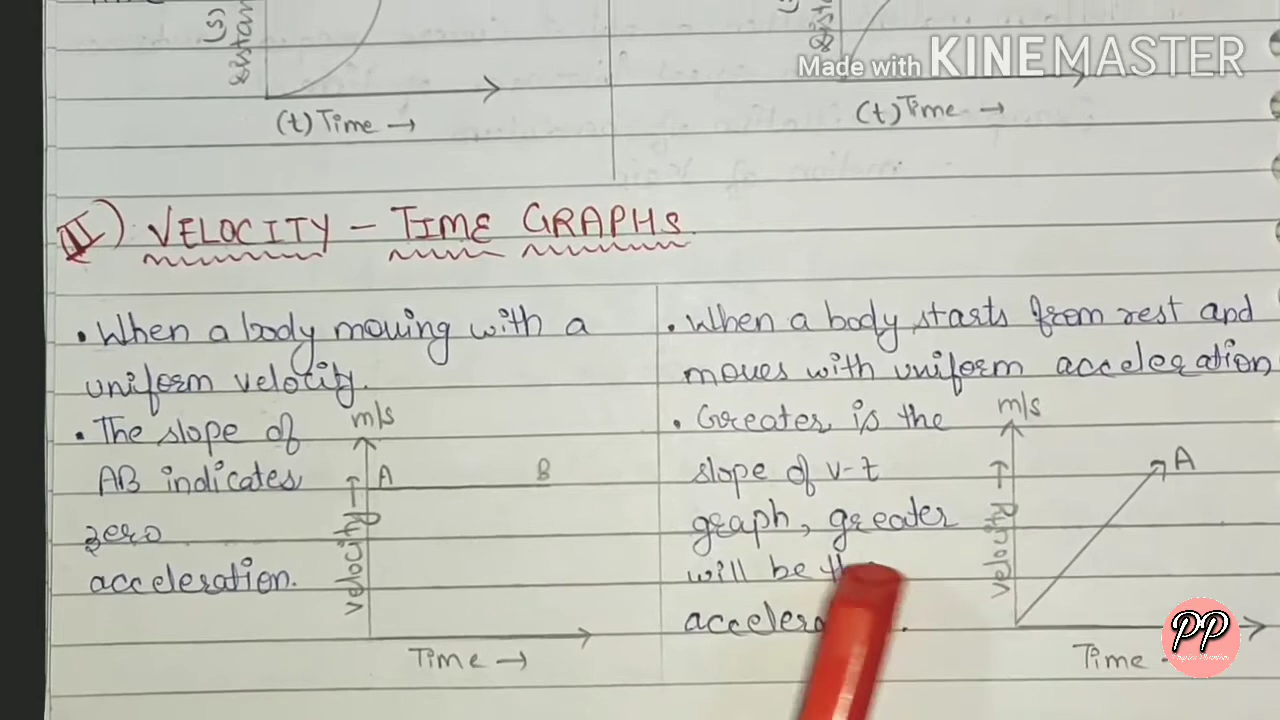 (s)
(t) Time →
(t) Time →
Made with KINEMASTER
II) VELOCITY - TIME GRAPHS
• When a body moving with a
uniform velocity.
• The slope of
AB indicates
zero
acceleration.
m/s
A B
velocity →
Time →
• When a body starts from rest and
moves with uniform acceleration
• Greater is the
slope of v-t
graph, greater
will be
m/s
A
velocity →
Time
PP